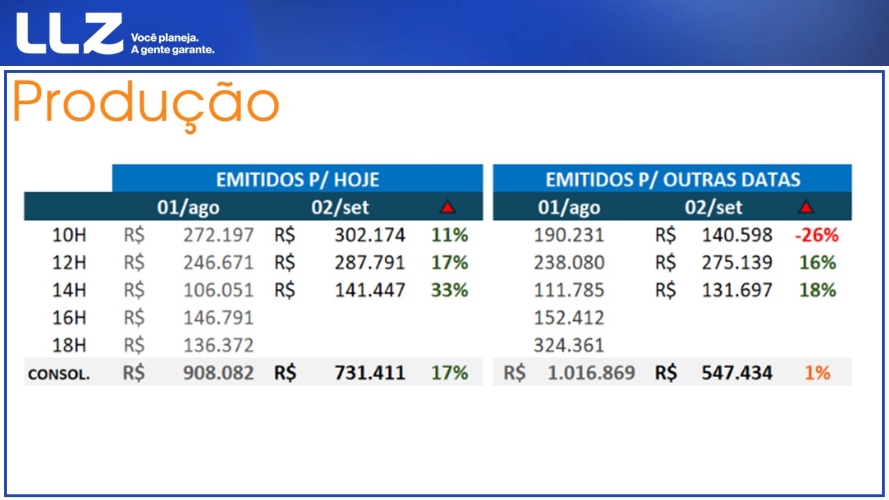 LLZ Você planeja.
A gente garante.
Produção
EMITIDOS P/ HOJE EMITIDOS P/ OUTRAS DATAS
01/ago 02/set 01/ago 02/set
10H R$ 272.197 R$ 302.174 11% 190.231 R$ 140.598 -26%
12H R$ 246.671 R$ 287.791 17% 238.080 R$ 275.139 16%
14H R$ 106.051 R$ 141.447 33% 111.785 R$ 131.697 18%
16H R$ 146.791 152.412
18H R$ 136.372 324.361
CONSOL. R$ 908.082 R$ 731.411 17% R$ 1.016.869 R$ 547.434 1%